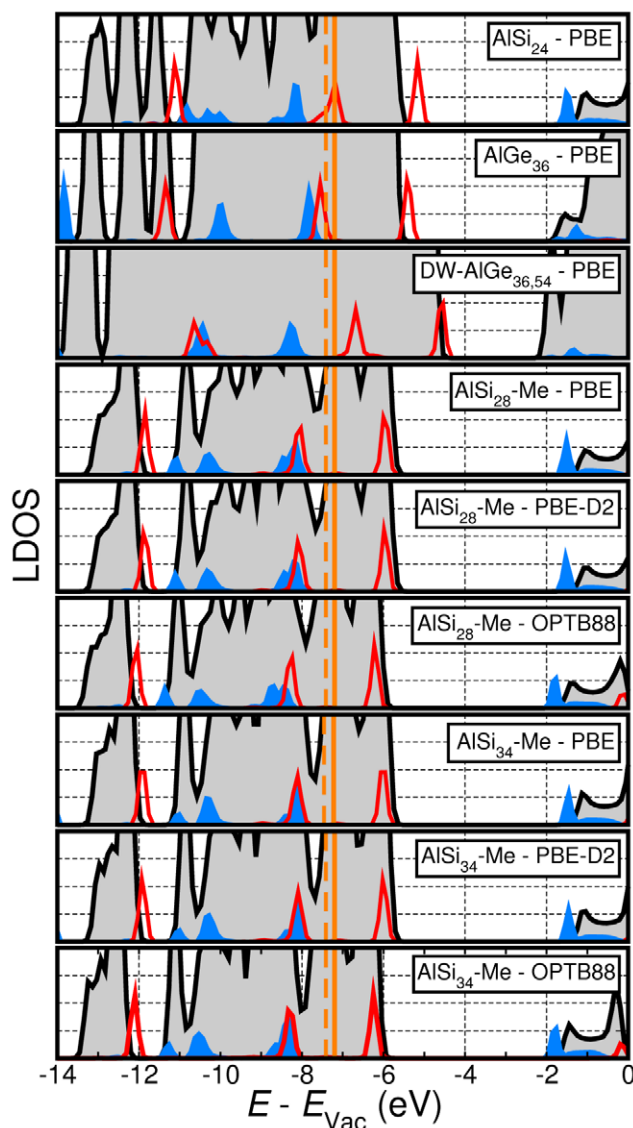 AlSi24 - PBE
AlGe36 - PBE
DW-AlGe36,54 - PBE
AlSi28-Me - PBE
AlSi28-Me - PBE-D2
AlSi28-Me - OPTB88
AlSi34-Me - PBE
AlSi34-Me - PBE-D2
AlSi34-Me - OPTB88
LDOS
-14 -12 -10 -8 -6 -4 -2 0
E - EVac (eV)